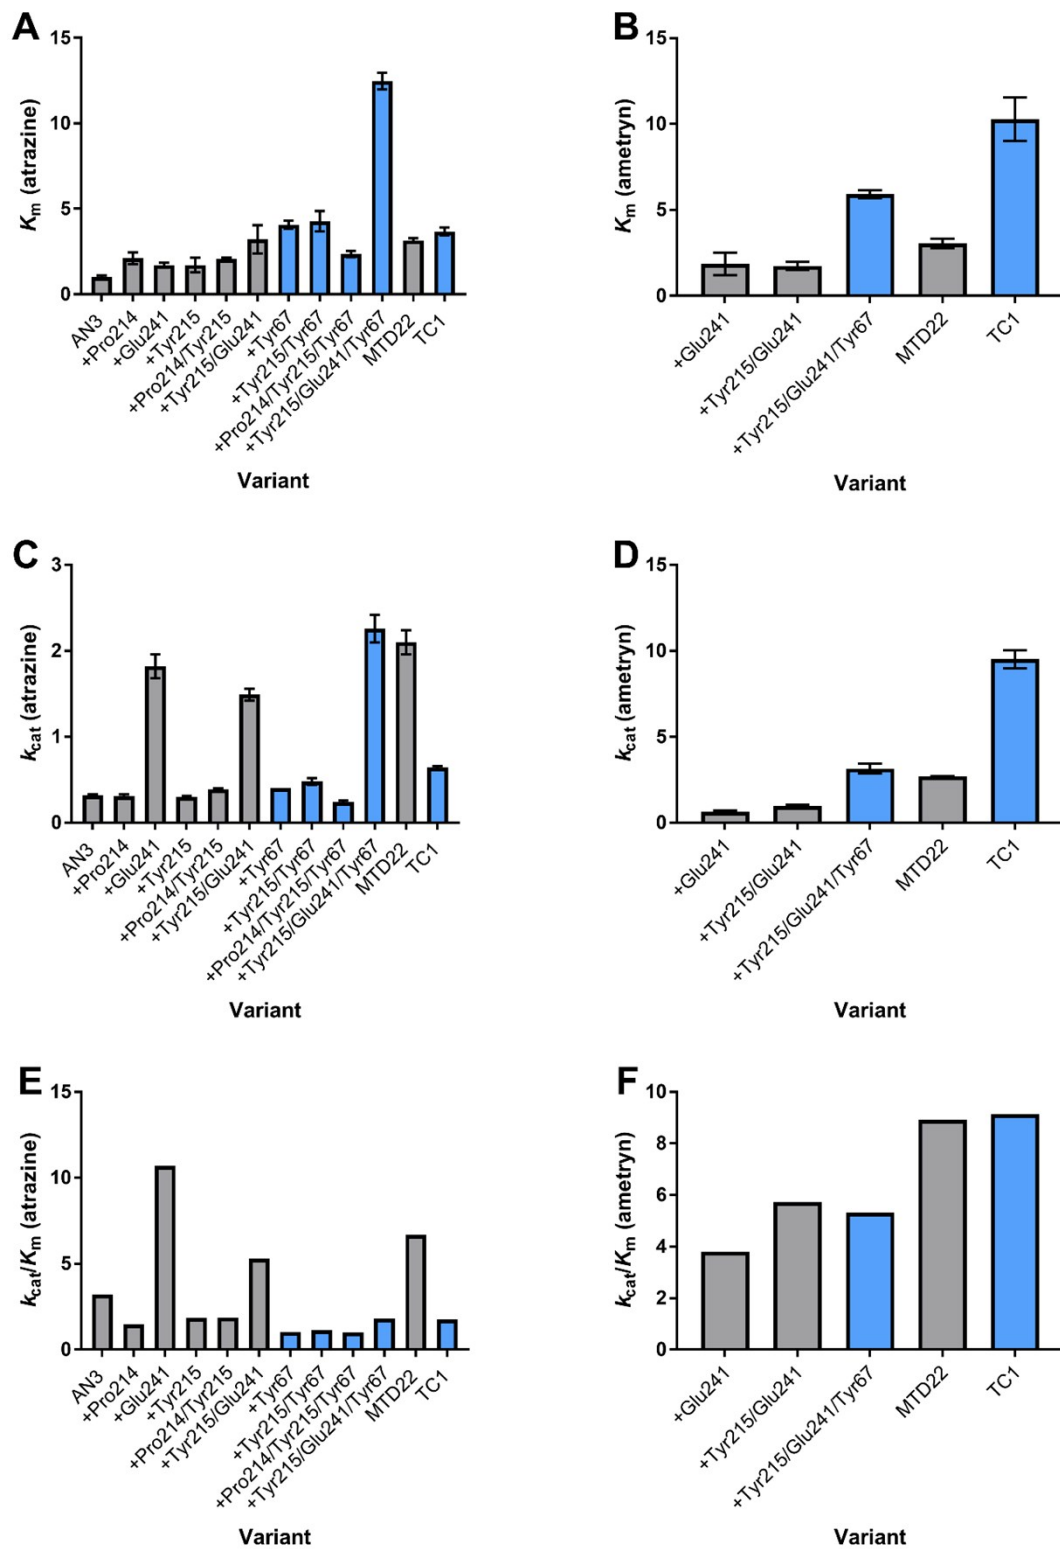 A
Km (atrazine)
15
10
5
0
AN3
+Pro214
+Glu241
+Tyr215
+Pro214/Tyr215
+Tyr215/Glu241
+Tyr67
+Tyr215/Tyr67
+Pro214/Tyr215/Tyr67
+Tyr215/Glu241/Tyr67
MTD22
TC1
Variant
B
Km (ametryn)
15
10
5
0
+Glu241
+Tyr215/Glu241
+Tyr215/Glu241/Tyr67
MTD22
TC1
Variant
C
kcat (atrazine)
3
2
1
0
AN3
+Pro214
+Glu241
+Tyr215
+Pro214/Tyr215
+Tyr215/Glu241
+Tyr67
+Tyr215/Tyr67
+Pro214/Tyr215/Tyr67
+Tyr215/Glu241/Tyr67
MTD22
TC1
Variant
D
kcat (ametryn)
15
10
5
0
+Glu241
+Tyr215/Glu241
+Tyr215/Glu241/Tyr67
MTD22
TC1
Variant
E
kcat/Km (atrazine)
15
10
5
0
AN3
+Pro214
+Glu241
+Tyr215
+Pro214/Tyr215
+Tyr215/Glu241
+Tyr67
+Tyr215/Tyr67
+Pro214/Tyr215/Tyr67
+Tyr215/Glu241/Tyr67
MTD22
TC1
Variant
F
kcat/Km (ametryn)
10
8
6
4
2
0
+Glu241
+Tyr215/Glu241
+Tyr215/Glu241/Tyr67
MTD22
TC1
Variant